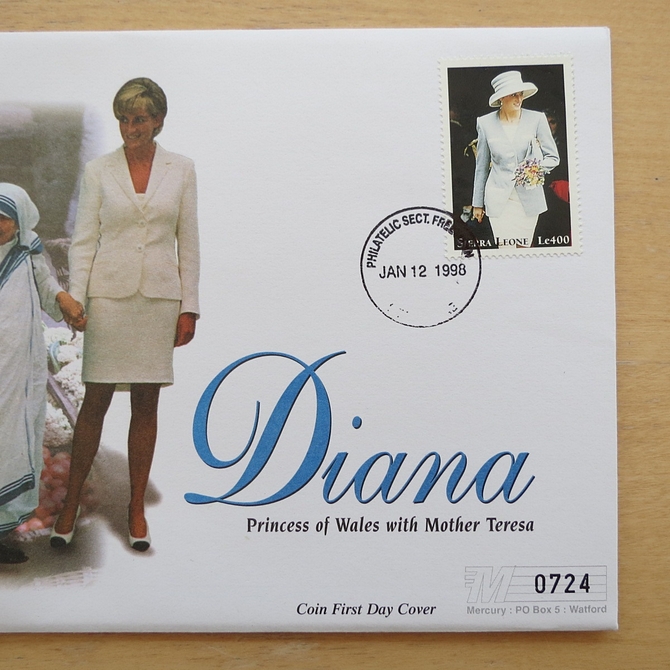 PHILATELIC SECT. FREETOWN
JAN 12 1998
SIERRA LEONE Le400
Diana
Princess of Wales with Mother Teresa
M 0724
Coin First Day Cover
Mercury : PO Box 5 : Watford